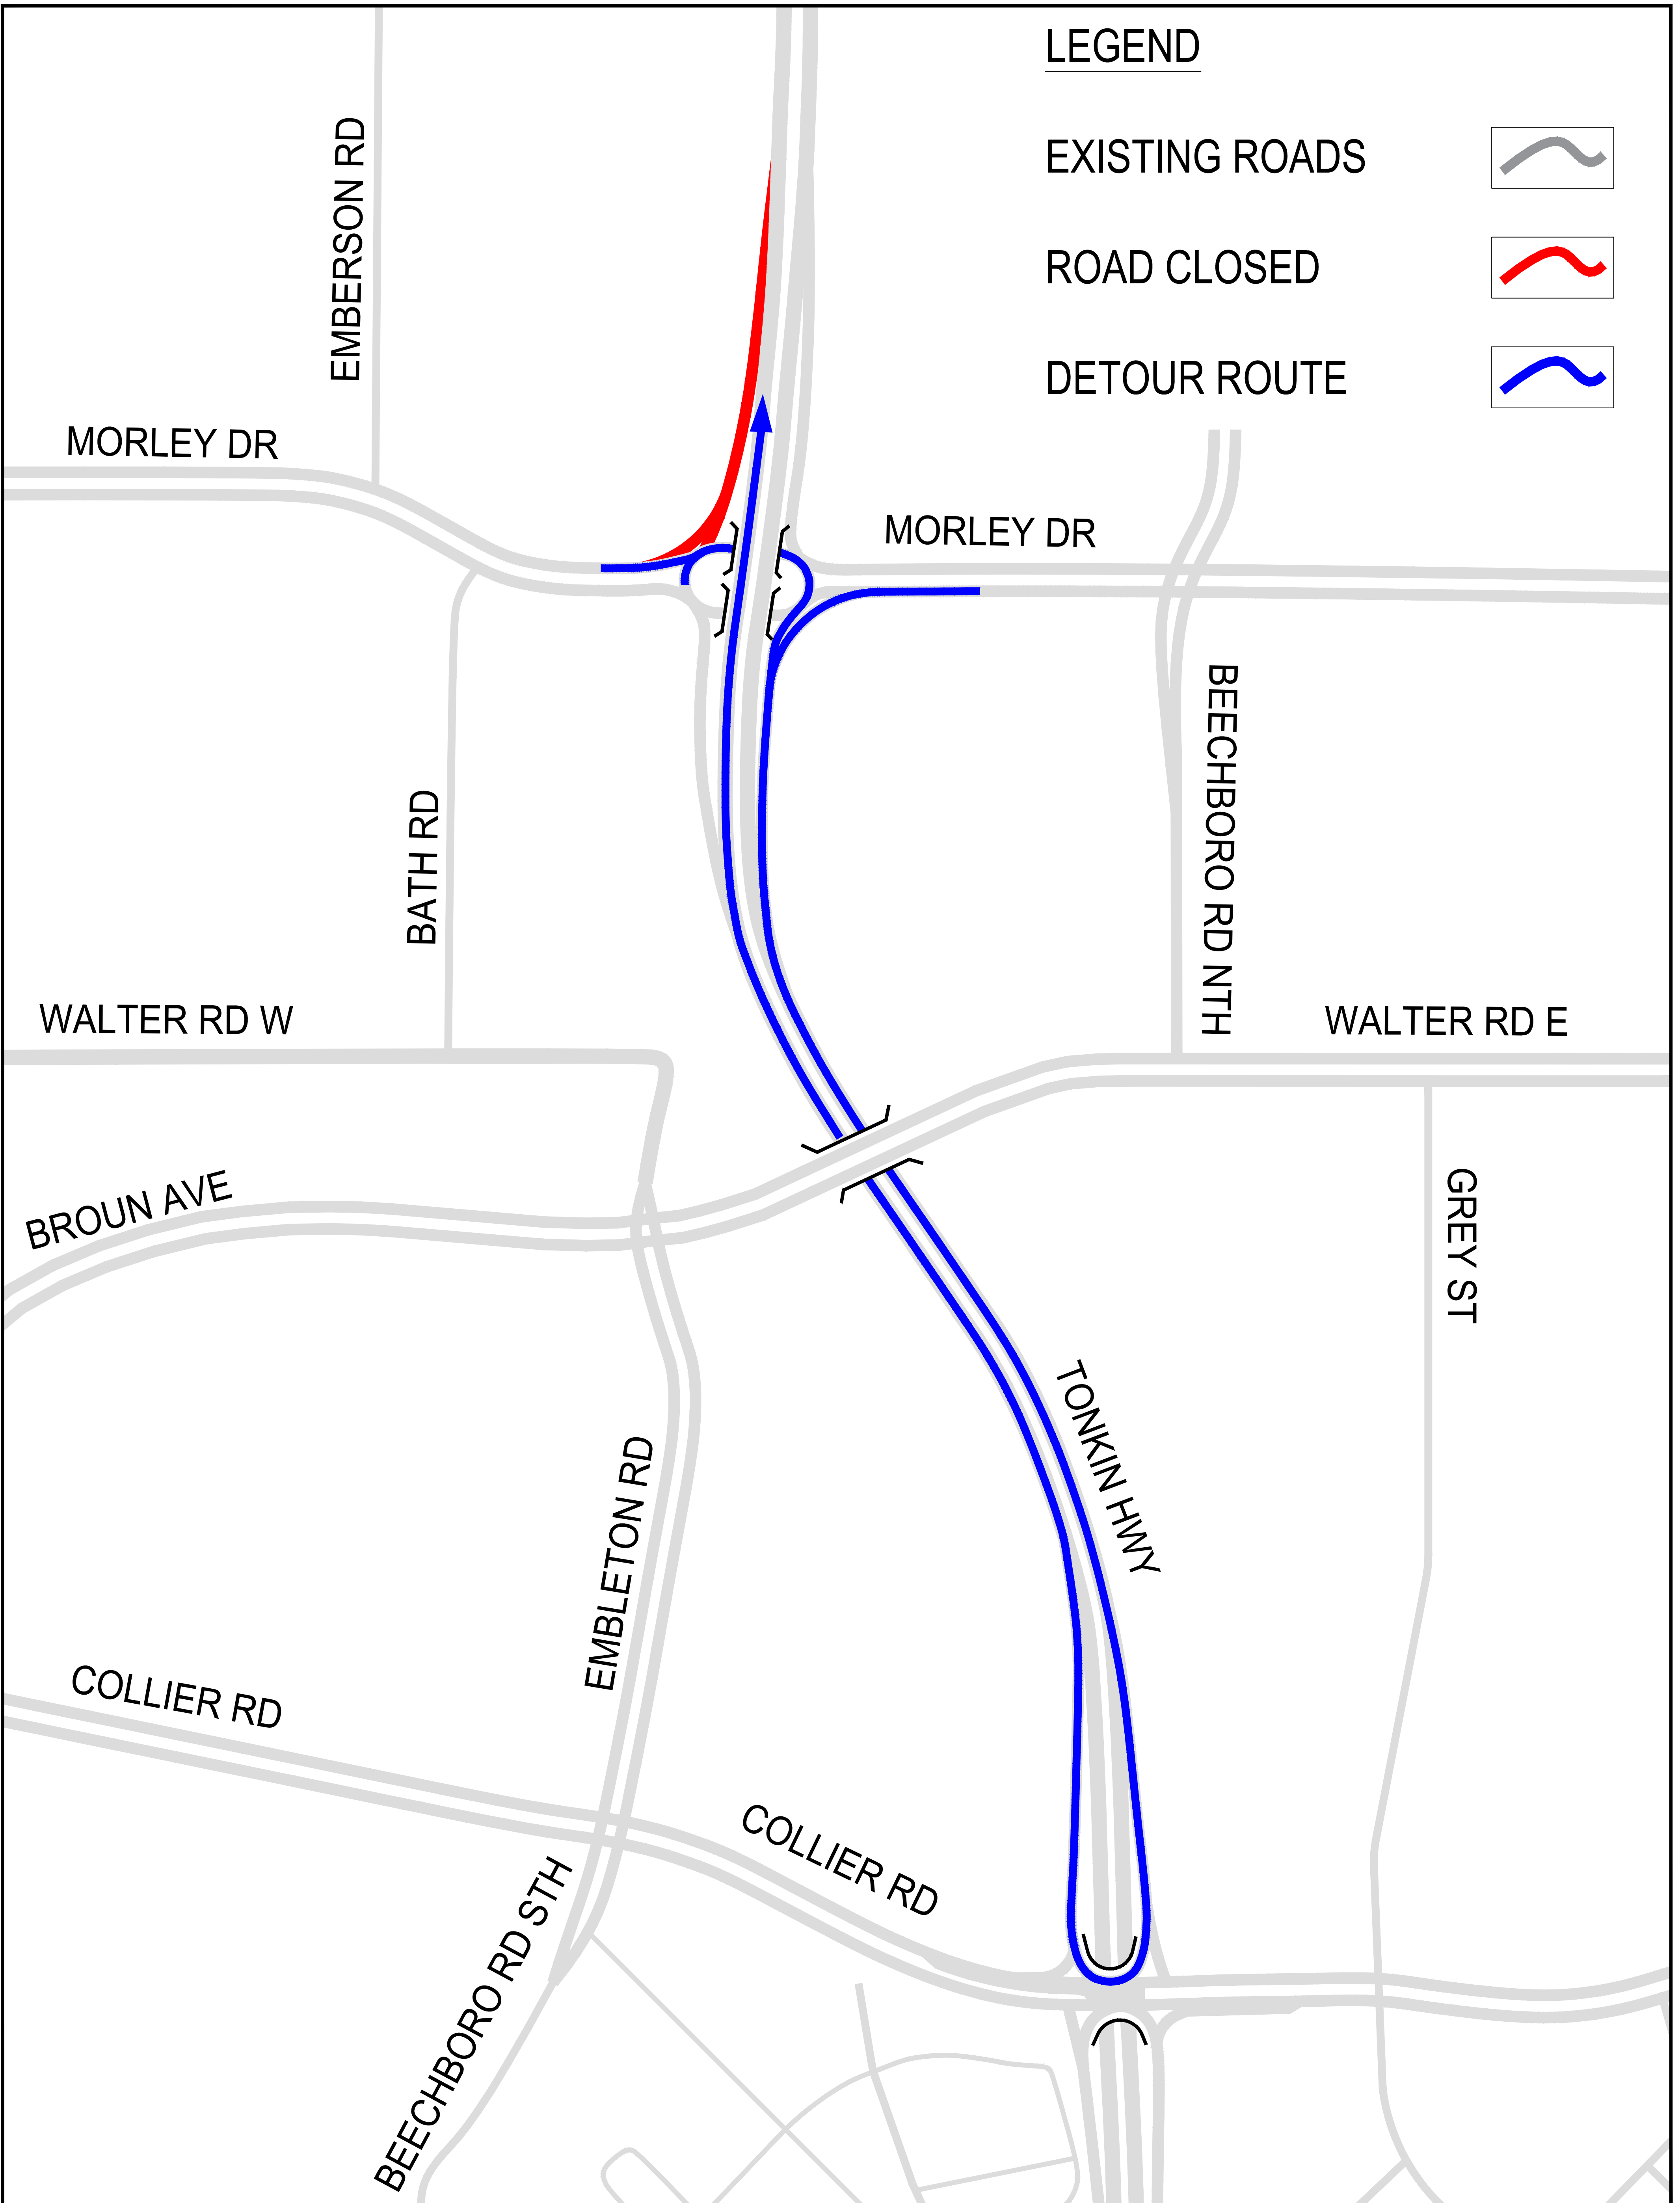 LEGEND
EXISTING ROADS
ROAD CLOSED
DETOUR ROUTE
EMBERSON RD
MORLEY DR
MORLEY DR
BEECHBORO RD NTH
BATH RD
WALTER RD W
WALTER RD E
BROUN AVE
GREY ST
TONKIN HWY
EMBLETON RD
COLLIER RD
COLLIER RD
BEECHBORO RD STH